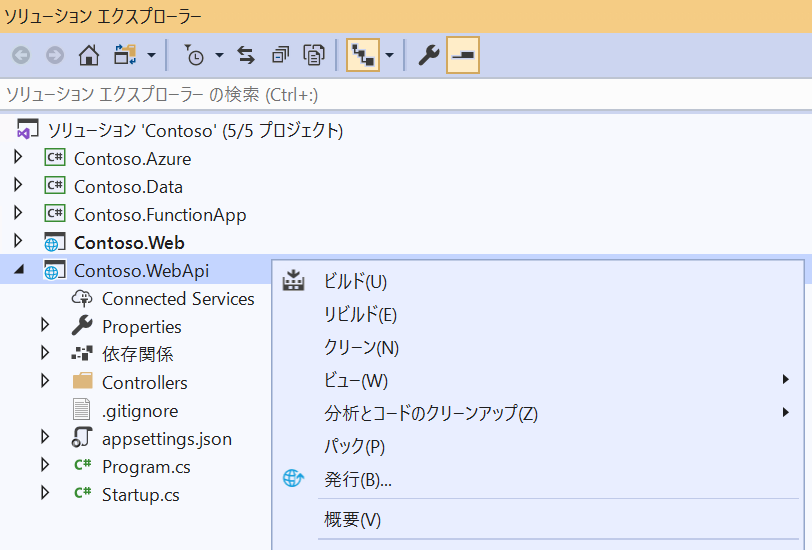 ソリューション エクスプローラー
ソリューション エクスプローラー の検索 (Ctrl+:)
ソリューション 'Contoso' (5/5 プロジェクト)
C# Contoso.Azure
C# Contoso.Data
C# Contoso.FunctionApp
Contoso.Web
Contoso.WebApi
Connected Services
Properties
依存関係
Controllers
.gitignore
appsettings.json
C# Program.cs
C# Startup.cs
ビルド(U)
リビルド(E)
クリーン(N)
ビュー(W)
分析とコードのクリーンアップ(Z)
パック(P)
発行(B)...
概要(V)